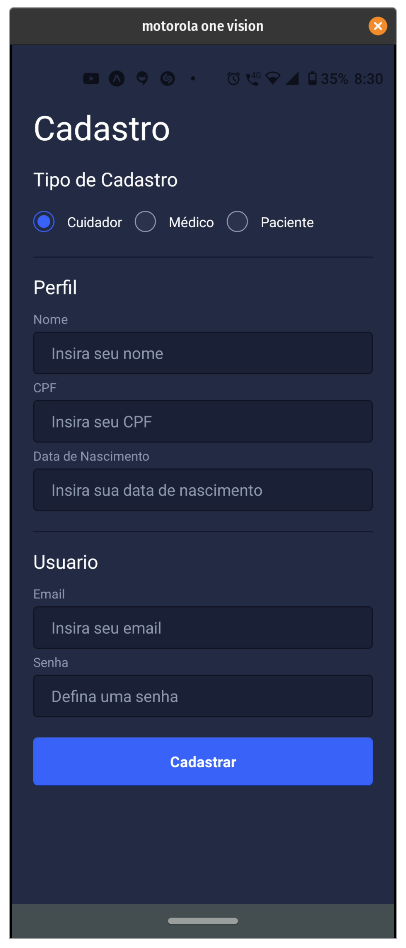 motorola one vision
4G 35% 8:30
Cadastro
Tipo de Cadastro
Cuidador Médico Paciente
Perfil
Nome
Insira seu nome
CPF
Insira seu CPF
Data de Nascimento
Insira sua data de nascimento
Usuario
Email
Insira seu email
Senha
Defina uma senha
Cadastrar